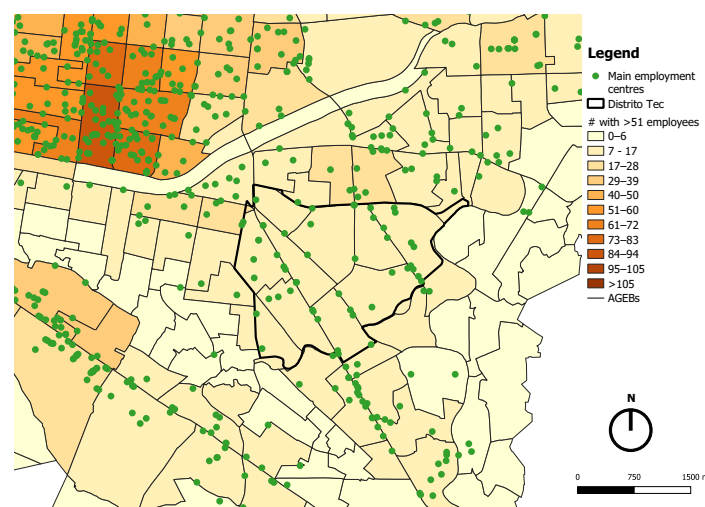 Legend
Main employment
centres
Distrito Tec
# with >51 employees
0–6
7 - 17
17–28
29–39
40–50
51–60
61–72
73–83
84–94
95–105
>105
AGEBs
N
0 750 1500 r